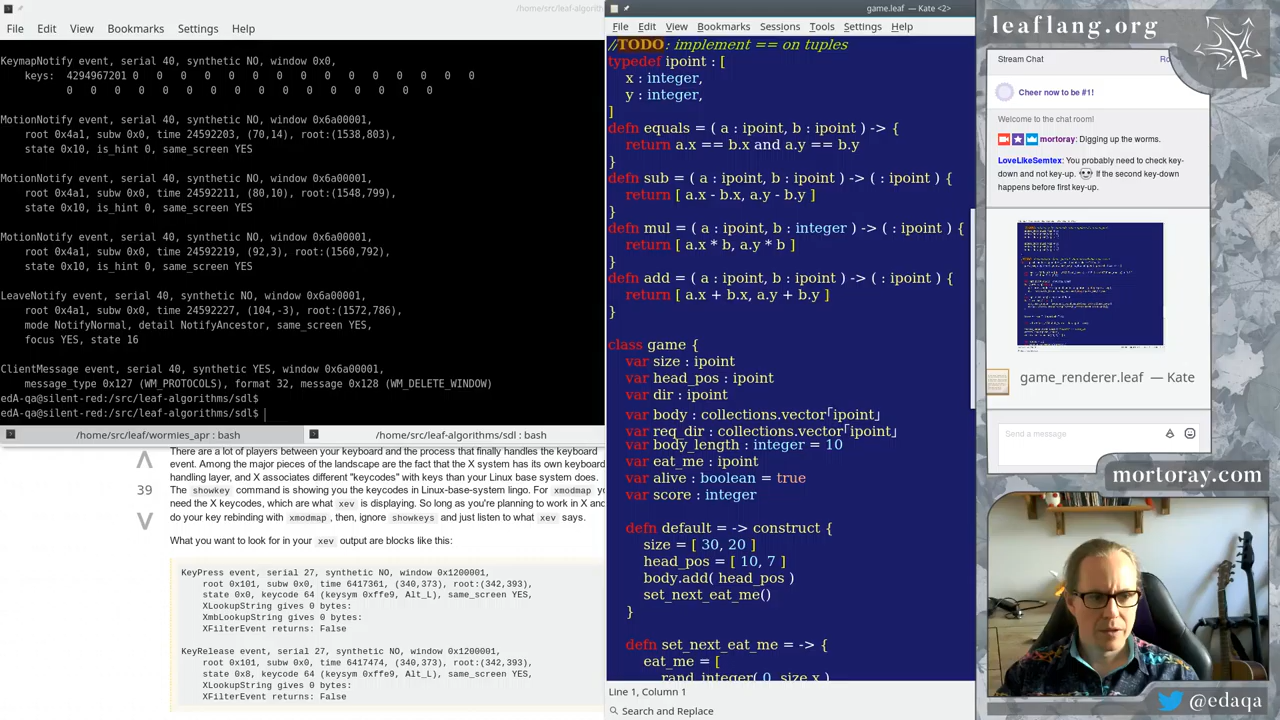 /home/src/leaf-algorithms
File Edit View Bookmarks Settings Help
KeymapNotify event, serial 40, synthetic NO, window 0x0,
keys: 4294967201 0 0 0 0 0 0 0 0 0 0 0 0 0 0
0 0 0 0 0 0 0 0 0 0 0 0 0 0 0 0
MotionNotify event, serial 40, synthetic NO, window 0x6a00001,
root 0x4a1, subw 0x0, time 24592203, (70,14), root:(1538,803),
state 0x10, is_hint 0, same_screen YES
MotionNotify event, serial 40, synthetic NO, window 0x6a00001,
root 0x4a1, subw 0x0, time 24592211, (80,10), root:(1548,799),
state 0x10, is_hint 0, same_screen YES
MotionNotify event, serial 40, synthetic NO, window 0x6a00001,
root 0x4a1, subw 0x0, time 24592219, (92,3), root:(1560,792),
state 0x10, is_hint 0, same_screen YES
LeaveNotify event, serial 40, synthetic NO, window 0x6a00001,
root 0x4a1, subw 0x0, time 24592227, (104,-3), root:(1572,786),
mode NotifyNormal, detail NotifyAncestor, same_screen YES,
focus YES, state 16
ClientMessage event, serial 40, synthetic YES, window 0x6a00001,
message_type 0x127 (WM_PROTOCOLS), format 32, message 0x128 (WM_DELETE_WINDOW)
edA-qa@silent-red:/src/leaf-algorithms/sdl$
edA-qa@silent-red:/src/leaf-algorithms/sdl$
/home/src/leaf/wormies_apr : bash
/home/src/leaf-algorithms/sdl : bash
There are a lot of players between your keyboard and the process that finally handles the keyboard
event. Among the major pieces of the landscape are the fact that the X system has its own keyboard
handling layer, and X associates different "keycodes" with keys than your Linux base system does.
39
The showkey command is showing you the keycodes in Linux-base-system lingo. For xmodmap
need the X keycodes, which are what xev is displaying. So long as you're planning to work in X and
do your key rebinding with xmodmap , then, ignore showkeys and just listen to what xev says.
What you want to look for in your xev output are blocks like this:
KeyPress event, serial 27, synthetic NO, window 0x1200001,
root 0x101, subw 0x0, time 6417361, (340,373), root:(342,393),
state 0x0, keycode 64 (keysym 0xffe9, Alt_L), same_screen YES,
XLookupString gives 0 bytes:
XmbLookupString gives 0 bytes:
XFilterEvent returns: False
KeyRelease event, serial 27, synthetic NO, window 0x1200001,
root 0x101, subw 0x0, time 6417474, (340,373), root:(342,393),
state 0x8, keycode 64 (keysym 0xffe9, Alt_L), same_screen YES,
XLookupString gives 0 bytes:
XFilterEvent returns: False
game.leaf — Kate <2>
File Edit View Bookmarks Sessions Tools Settings Help
//TODO: implement == on tuples
typedef ipoint : [
x : integer,
y : integer,
]
defn equals = ( a : ipoint, b : ipoint ) -> {
return a.x == b.x and a.y == b.y
}
defn sub = ( a : ipoint, b : ipoint ) -> ( : ipoint ) {
return [ a.x - b.x, a.y - b.y ]
}
defn mul = ( a : ipoint, b : integer ) -> ( : ipoint ) {
return [ a.x * b, a.y * b ]
}
defn add = ( a : ipoint, b : ipoint ) -> ( : ipoint ) {
return [ a.x + b.x, a.y + b.y ]
}
class game {
var size : ipoint
var head_pos : ipoint
var dir : ipoint
var body : collections.vector「ipoint」
var req_dir : collections.vector「ipoint」
var body_length : integer = 10
var eat_me : ipoint
var alive : boolean = true
var score : integer
defn default = -> construct {
size = [ 30, 20 ]
head_pos = [ 10, 7 ]
body.add( head_pos )
set_next_eat_me()
}
defn set_next_eat_me = -> {
eat_me = [
rand_integer( 0, size.x )
Line 1, Column 1
Search and Replace
leaflang.org
Stream Chat
Cheer now to be #1!
Welcome to the chat room!
mortoray: Digging up the worms.
LoveLIkeSemtex: You probably need to check key-
down and not key-up. If the second key-down
happens before first key-up.
game_renderer.leaf — Kate
Send a message
mortoray.com
@edaqa